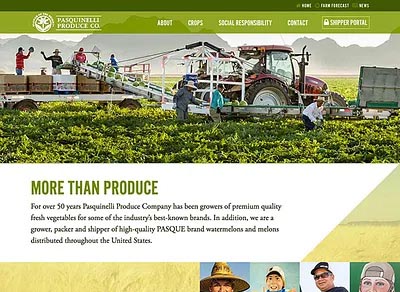 HOME FARM FORECAST NEWS
PASQUINELLI
PRODUCE CO.
ABOUT CROPS SOCIAL RESPONSIBILITY CONTACT SHIPPER PORTAL
MORE THAN PRODUCE
For over 50 years Pasquinelli Produce Company has been growers of premium quality
fresh vegetables for some of the industry's best-known brands. In addition, we are a
grower, packer and shipper of high-quality PASQUE brand watermelons and melons
distributed throughout the United States.